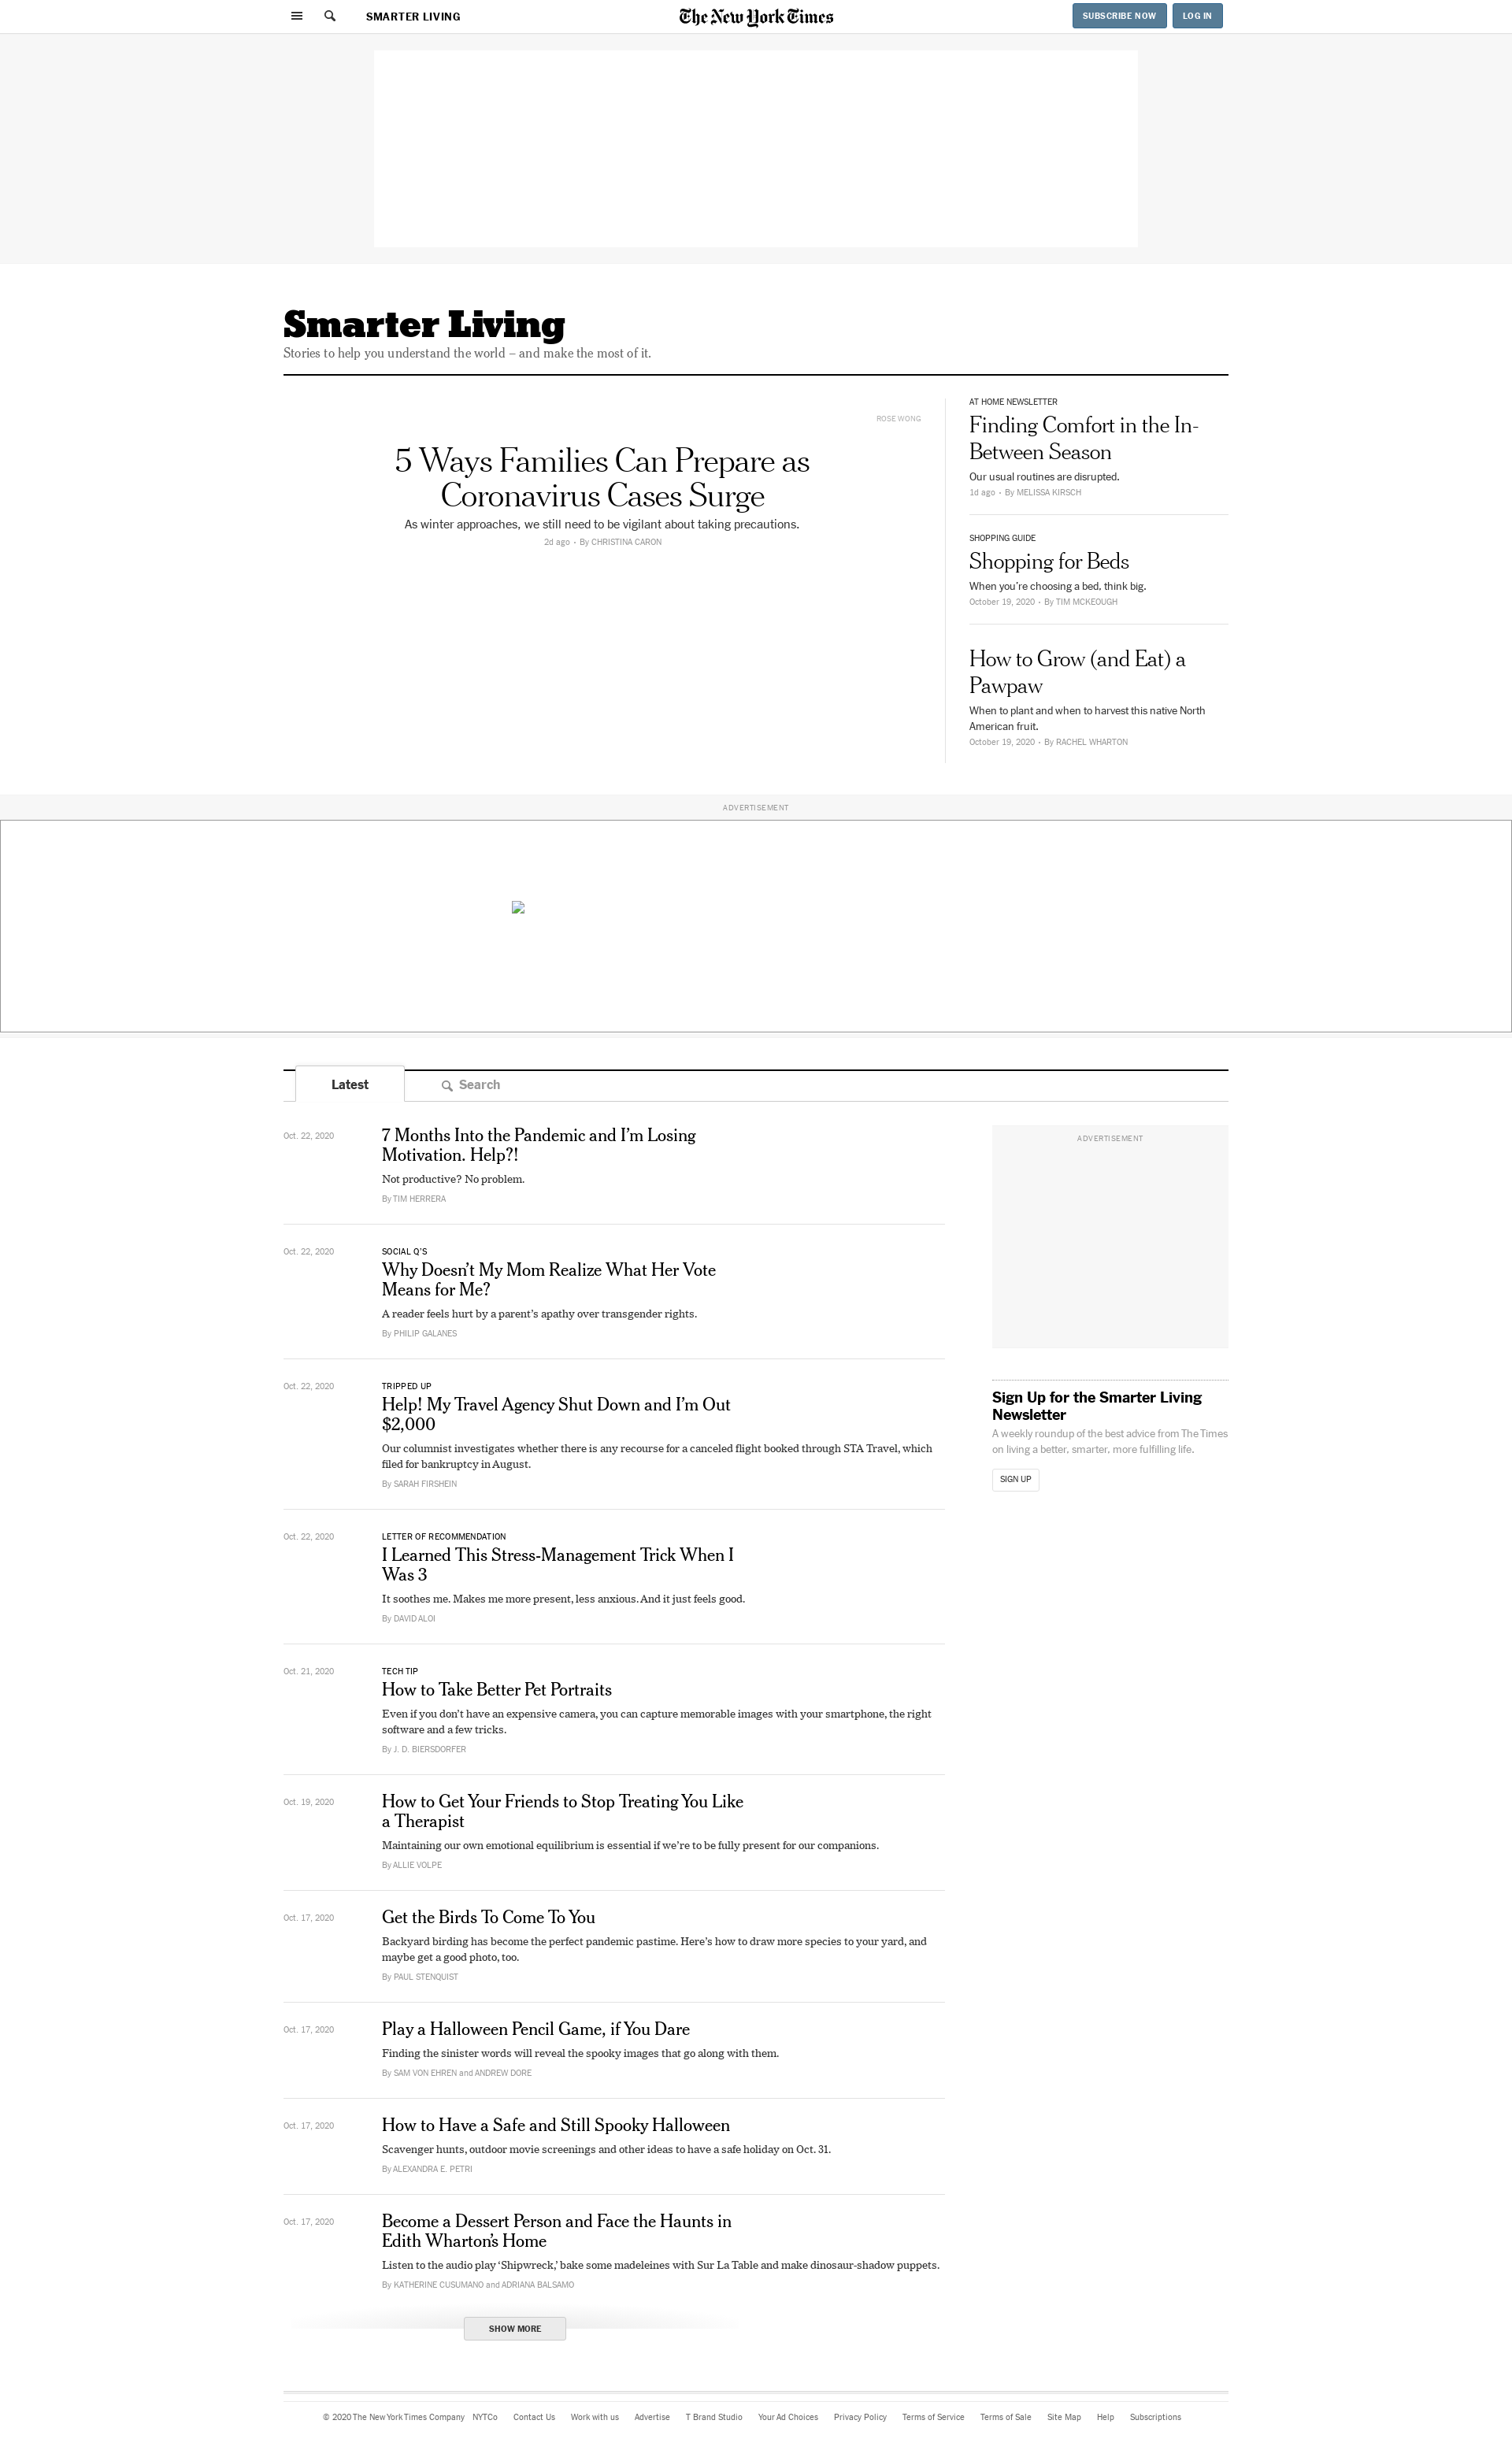 SMARTER LIVING
The New York Times
SUBSCRIBE NOW
LOG IN
Smarter Living
Stories to help you understand the world – and make the most of it.
ROSE WONG
5 Ways Families Can Prepare as
Coronavirus Cases Surge
As winter approaches, we still need to be vigilant about taking precautions.
2d ago • By CHRISTINA CARON
AT HOME NEWSLETTER
Finding Comfort in the In-
Between Season
Our usual routines are disrupted.
1d ago • By MELISSA KIRSCH
SHOPPING GUIDE
Shopping for Beds
When you’re choosing a bed, think big.
October 19, 2020 • By TIM MCKEOUGH
How to Grow (and Eat) a
Pawpaw
When to plant and when to harvest this native North
American fruit.
October 19, 2020 • By RACHEL WHARTON
ADVERTISEMENT
Latest
Search
Oct. 22, 2020
7 Months Into the Pandemic and I’m Losing
Motivation. Help?!
Not productive? No problem.
By TIM HERRERA
Oct. 22, 2020
SOCIAL Q’S
Why Doesn’t My Mom Realize What Her Vote
Means for Me?
A reader feels hurt by a parent’s apathy over transgender rights.
By PHILIP GALANES
Oct. 22, 2020
TRIPPED UP
Help! My Travel Agency Shut Down and I’m Out
$2,000
Our columnist investigates whether there is any recourse for a canceled flight booked through STA Travel, which
filed for bankruptcy in August.
By SARAH FIRSHEIN
Oct. 22, 2020
LETTER OF RECOMMENDATION
I Learned This Stress-Management Trick When I
Was 3
It soothes me. Makes me more present, less anxious. And it just feels good.
By DAVID ALOI
Oct. 21, 2020
TECH TIP
How to Take Better Pet Portraits
Even if you don’t have an expensive camera, you can capture memorable images with your smartphone, the right
software and a few tricks.
By J. D. BIERSDORFER
Oct. 19, 2020
How to Get Your Friends to Stop Treating You Like
a Therapist
Maintaining our own emotional equilibrium is essential if we’re to be fully present for our companions.
By ALLIE VOLPE
Oct. 17, 2020
Get the Birds To Come To You
Backyard birding has become the perfect pandemic pastime. Here’s how to draw more species to your yard, and
maybe get a good photo, too.
By PAUL STENQUIST
Oct. 17, 2020
Play a Halloween Pencil Game, if You Dare
Finding the sinister words will reveal the spooky images that go along with them.
By SAM VON EHREN and ANDREW DORE
Oct. 17, 2020
How to Have a Safe and Still Spooky Halloween
Scavenger hunts, outdoor movie screenings and other ideas to have a safe holiday on Oct. 31.
By ALEXANDRA E. PETRI
Oct. 17, 2020
Become a Dessert Person and Face the Haunts in
Edith Wharton’s Home
Listen to the audio play ‘Shipwreck,’ bake some madeleines with Sur La Table and make dinosaur-shadow puppets.
By KATHERINE CUSUMANO and ADRIANA BALSAMO
SHOW MORE
ADVERTISEMENT
Sign Up for the Smarter Living
Newsletter
A weekly roundup of the best advice from The Times
on living a better, smarter, more fulfilling life.
SIGN UP
© 2020 The New York Times Company NYTCo Contact Us Work with us Advertise T Brand Studio Your Ad Choices Privacy Policy Terms of Service Terms of Sale Site Map Help Subscriptions